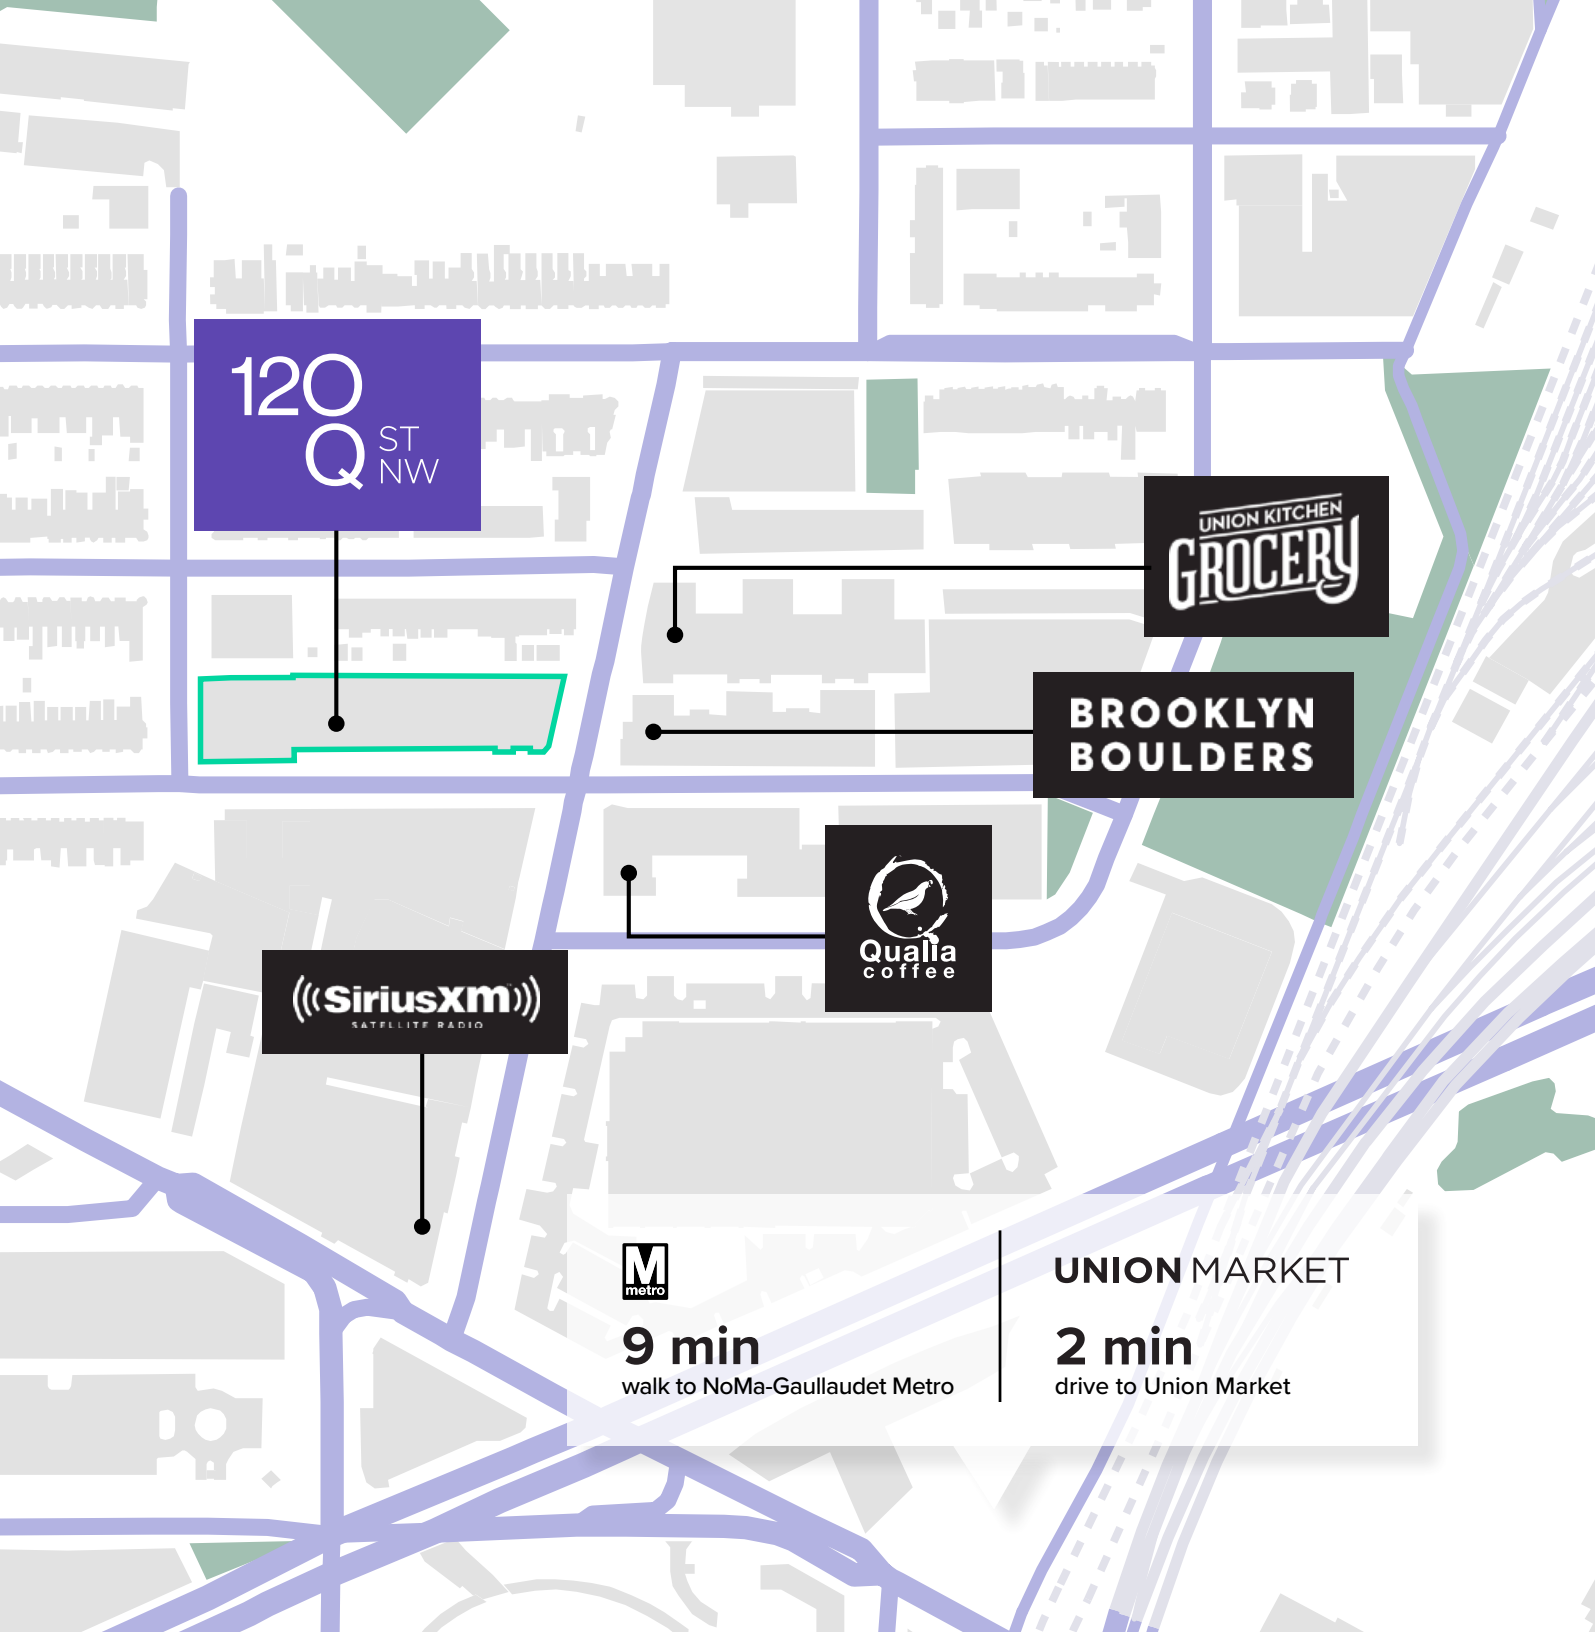 120
Q ST
NW
UNION KITCHEN
GROCERY
BROOKLYN
BOULDERS
Qualia
coffee
SiriusXM
SATELLITE RADIO
M
metro
9 min
walk to NoMa-Gaullaudet Metro
UNION MARKET
2 min
drive to Union Market